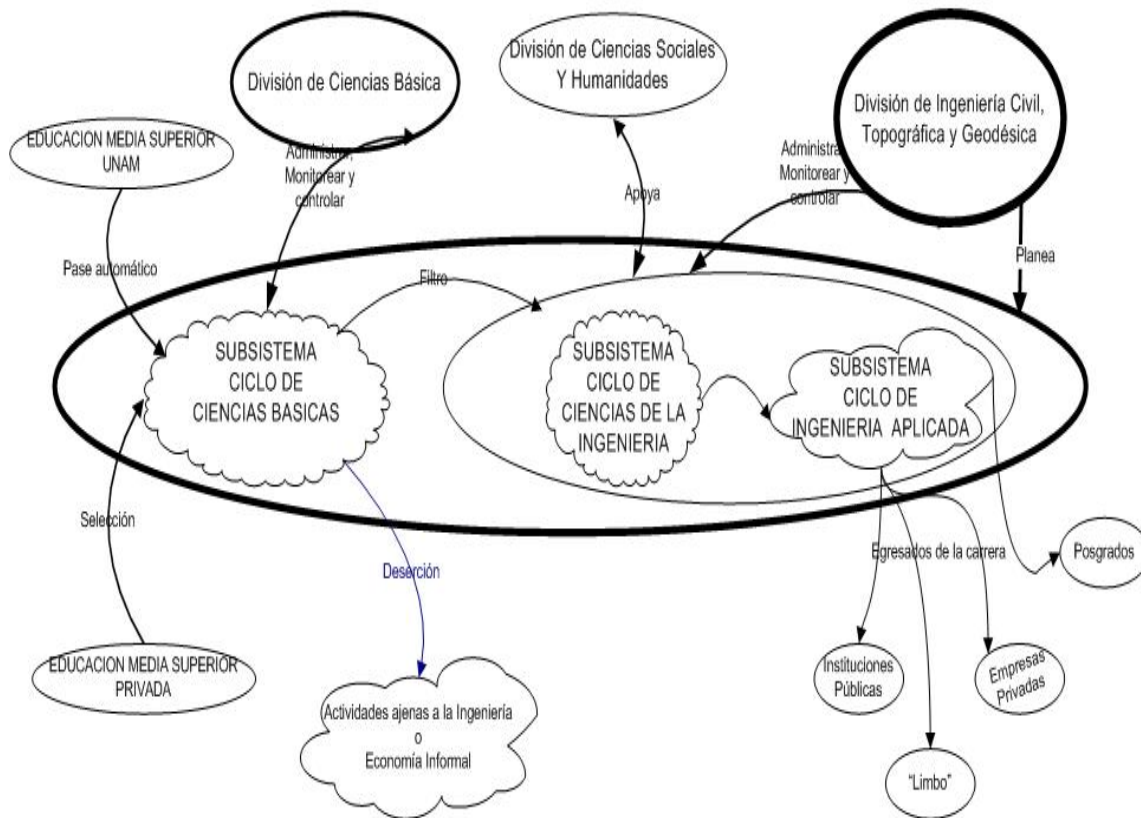 División de Ciencias Sociales
Y Humanidades
División de Ciencias Básica
División de Ingeniería Civil,
Topográfica y Geodésica
EDUCACION MEDIA SUPERIOR
UNAM
Administrar,
Monitorear y
controlar
Apoya
Administrar
Monitorear y
controlar
Planea
Pase automático
Filtro
SUBSISTEMA
CICLO DE
CIENCIAS BASICAS
SUBSISTEMA
CICLO DE
CIENCIAS DE LA
INGENIERIA
SUBSISTEMA
CICLO DE
INGENIERIA APLICADA
Selección
Deserción
Egresados de la carrera
Posgrados
EDUCACION MEDIA SUPERIOR
PRIVADA
Instituciones
Públicas
Empresas
Privadas
Actividades ajenas a la Ingeniería
o
Economía Informal
“Limbo”